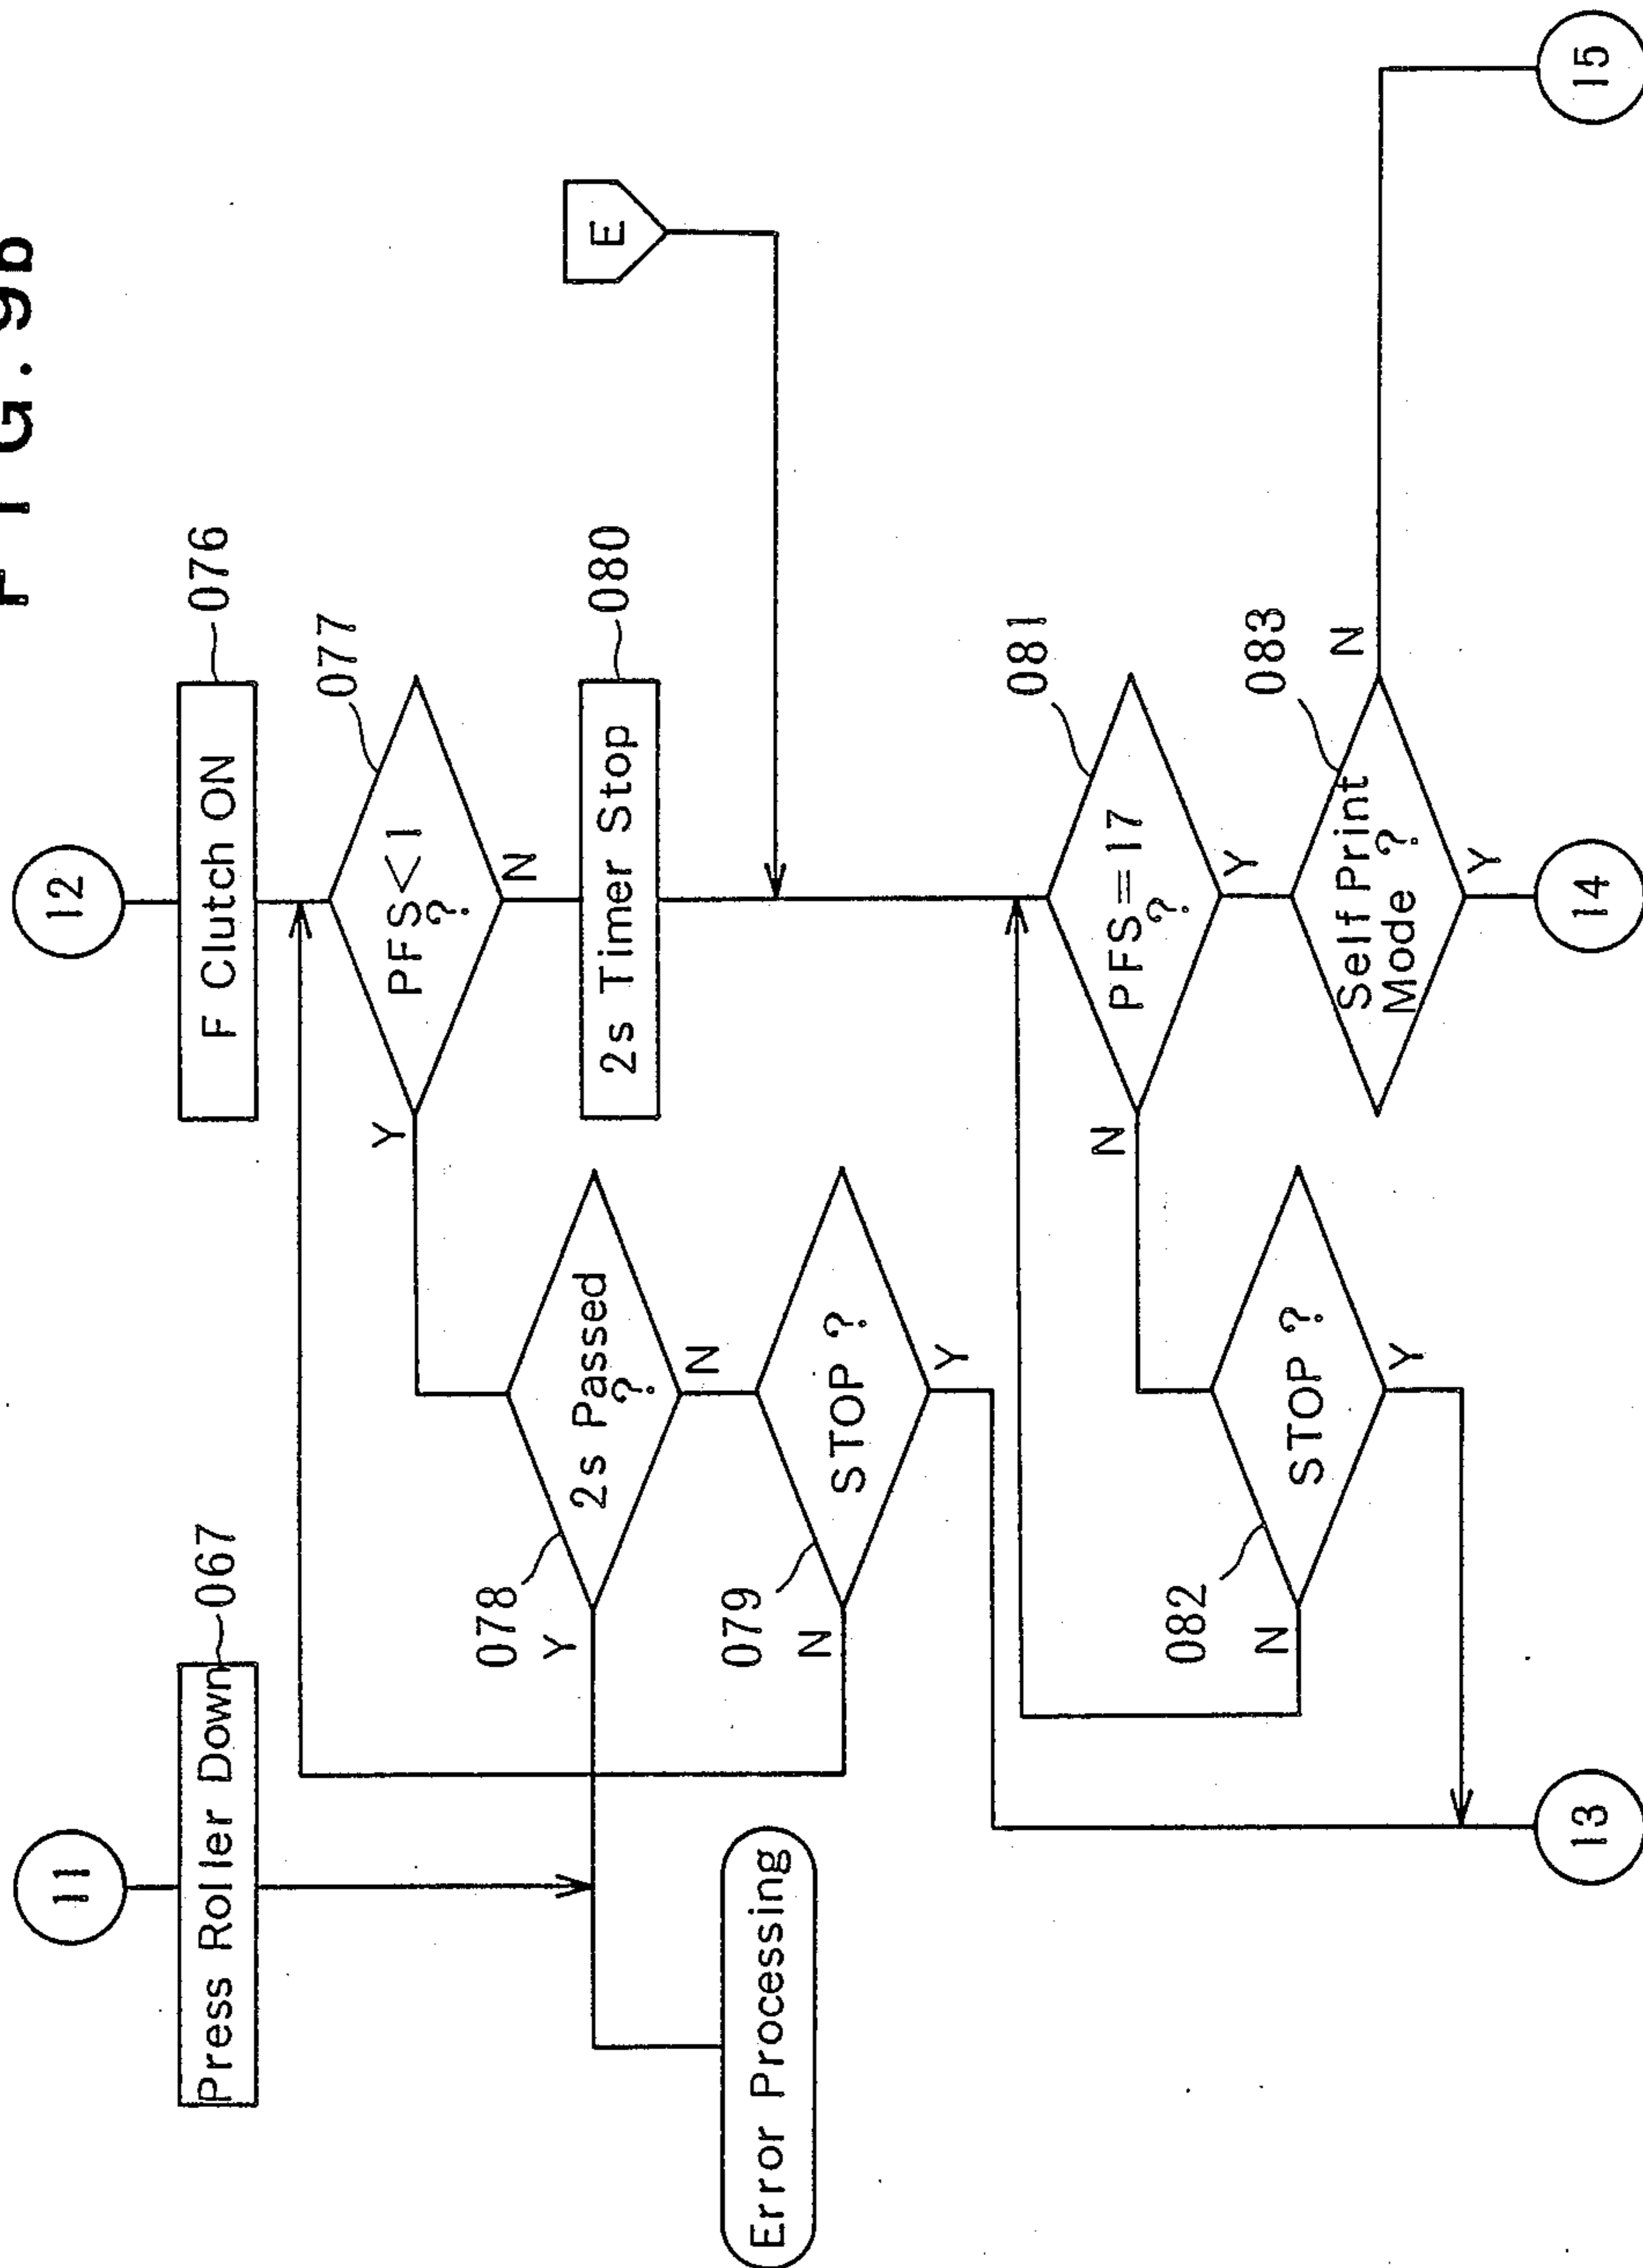 FIG. 9b
11
12
Press Roller Down
067
F Clutch ON
076
077
PFS<1
?
Y
N
078
2s Passed
?
Y
N
2s Timer Stop
080
E
079
STOP ?
N
Y
081
PFS=17
?
N
Y
Error Processing
082
STOP ?
N
Y
083
Self Print
Mode ?
N
Y
13
14
15